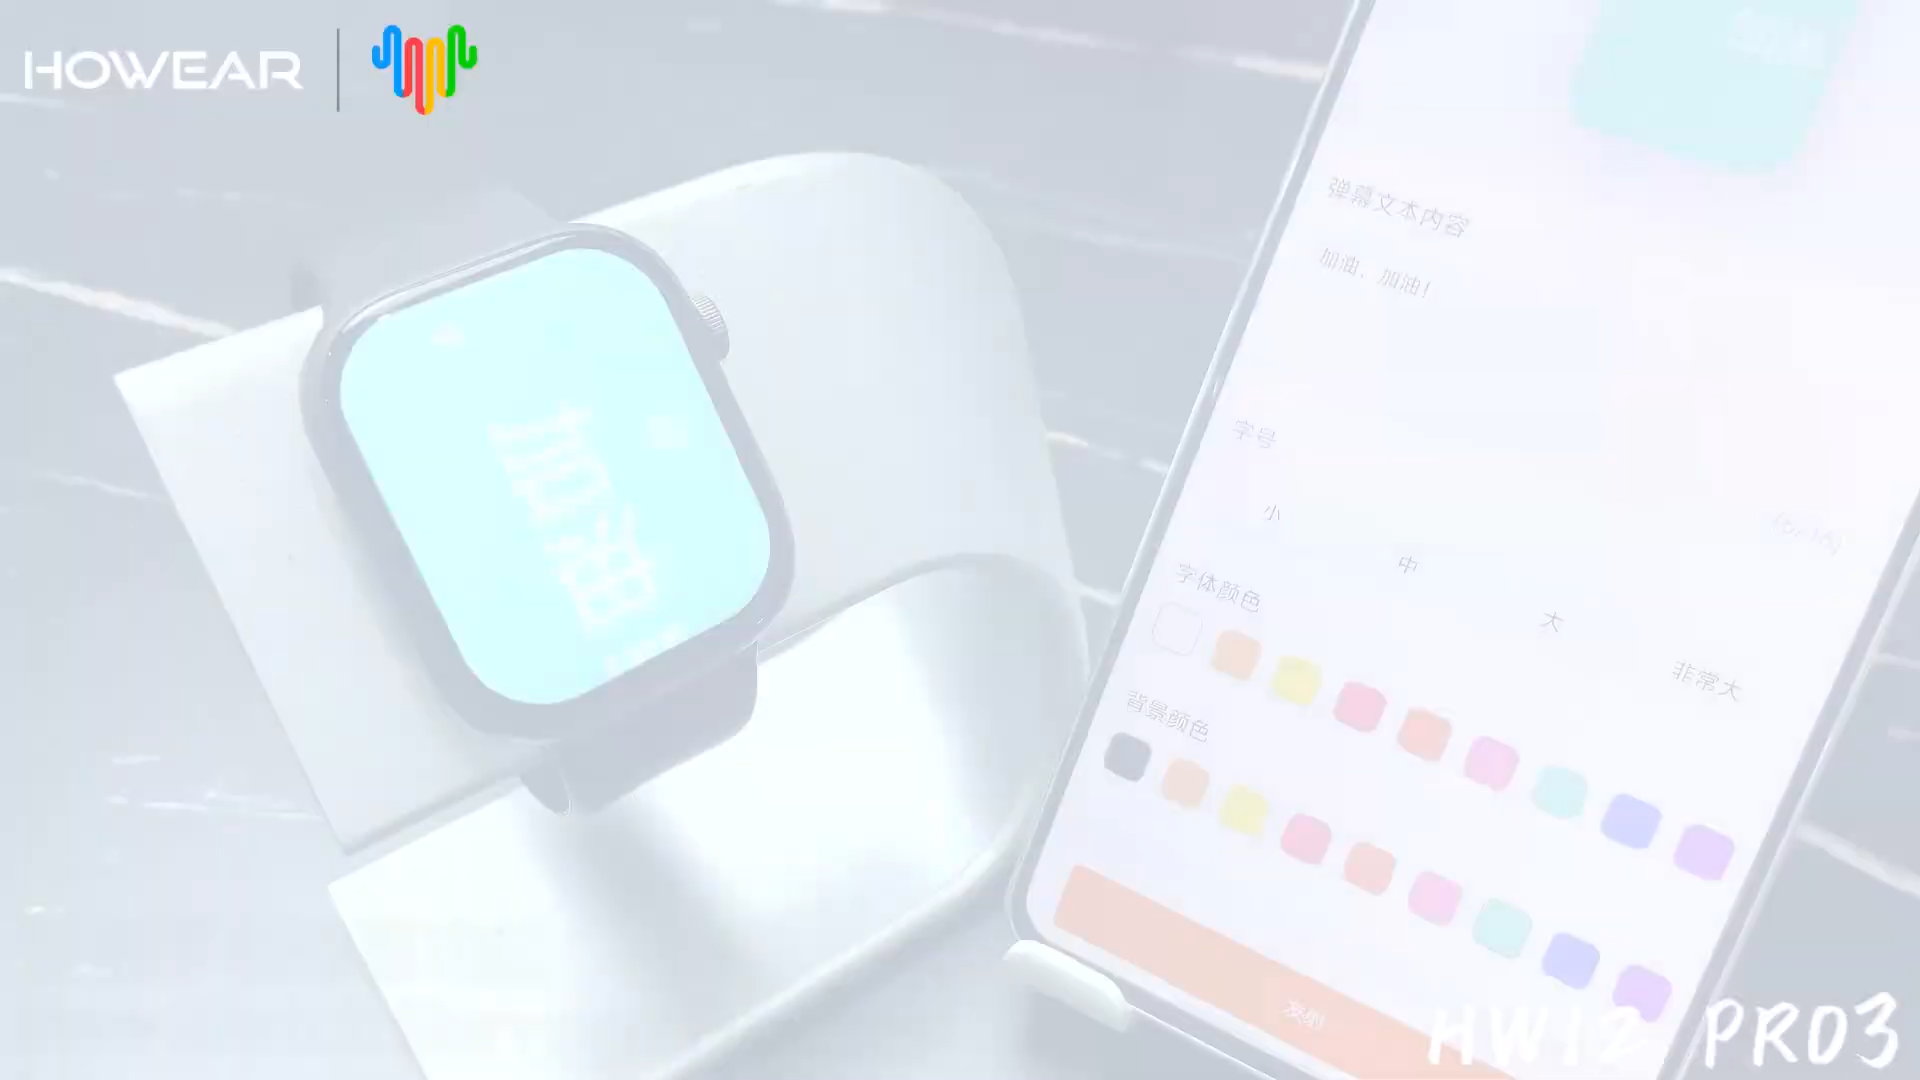 HOWEAR
弹幕文本内容
加油，加油！
字号
小
中
大
非常大
字体颜色
背景颜色
加油
HW12 PRO3